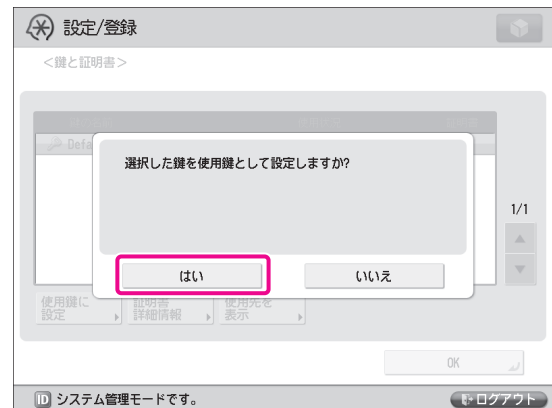 設定/登録
＜鍵と証明書＞
Defa
選択した鍵を使用鍵として設定しますか?
1/1
はい
いいえ
使用鍵に
設定
証明書
詳細情報
使用先を
表示
OK
ID システム管理モードです。
ログアウト